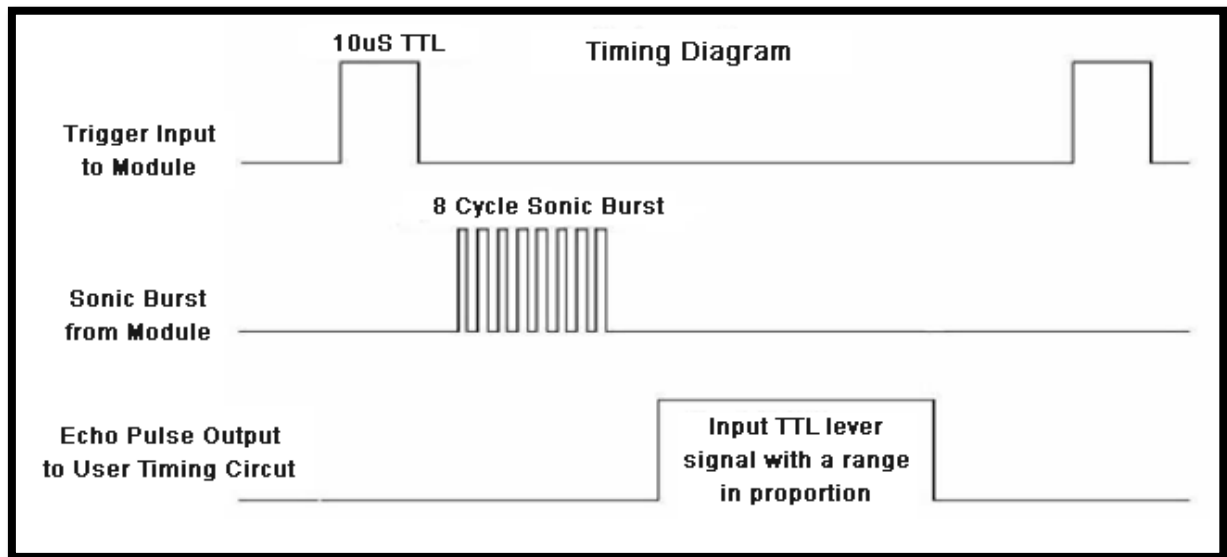 10uS TTL
Timing Diagram
Trigger Input
to Module
8 Cycle Sonic Burst
Sonic Burst
from Module
Echo Pulse Output
to User Timing Circut
Input TTL lever
signal with a range
in proportion